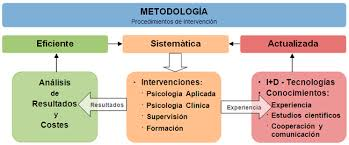 METODOLOGÍA
Procedimientos de intervención
Eficiente
Sistemàtica
Actualizada
Análisis
de
Resultados
y
Costes
Resultados
• Intervenciones:
• Psicología Aplicada
• Psicología Clínica
• Supervisión
• Formación
Experiencia
• I+D - Tecnologías
• Conocimientos:
• Experiencia
• Estudios científicos
• Cooperación y
comunicación